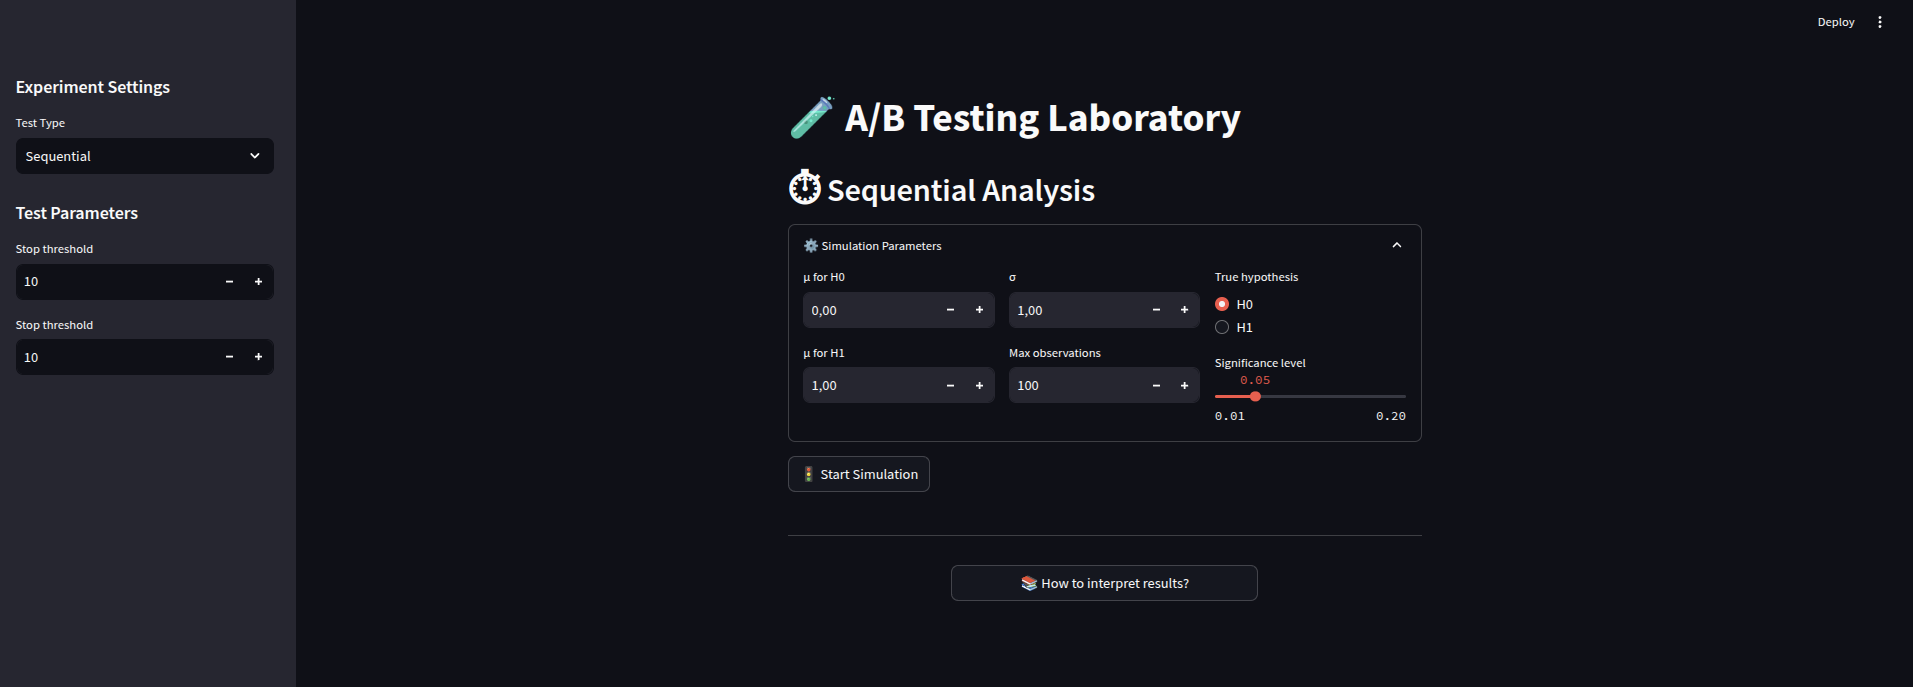 Deploy
Experiment Settings
Test Type
Sequential
Test Parameters
Stop threshold
10
Stop threshold
10
A/B Testing Laboratory
Sequential Analysis
Simulation Parameters
μ for H0
0,00
μ for H1
1,00
σ
1,00
Max observations
100
True hypothesis
H0
H1
Significance level
0.05
0.01 0.20
Start Simulation
How to interpret results?